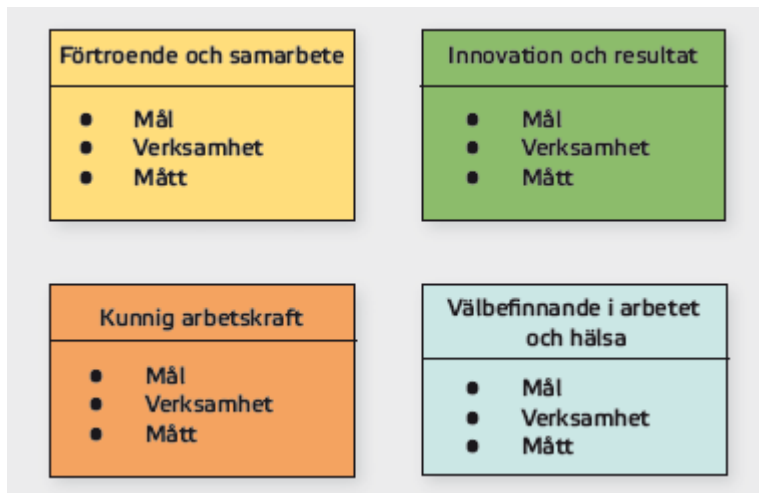 Förtroende och samarbete
• Mål
• Verksamhet
• Mått
Innovation och resultat
• Mål
• Verksamhet
• Mått
Kunnig arbetskraft
• Mål
• Verksamhet
• Mått
Välbefinnande i arbetet
och hälsa
• Mål
• Verksamhet
• Mått